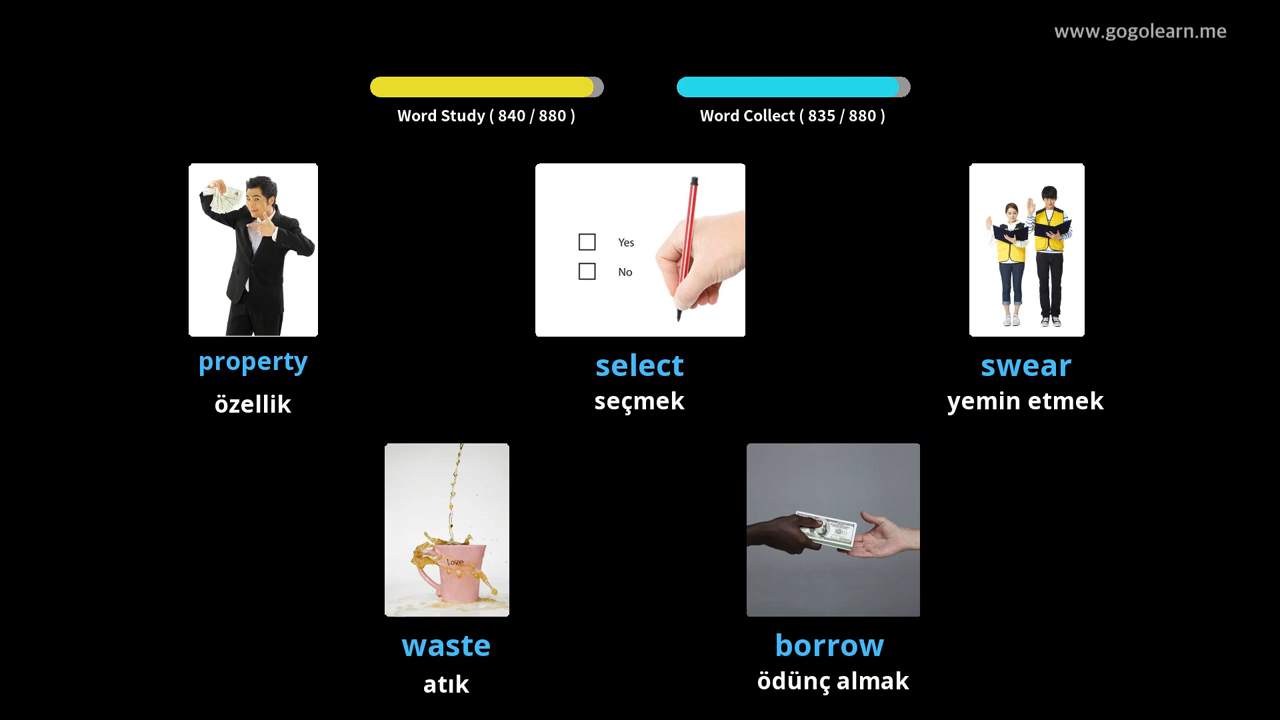 www.gogolearn.me
Word Study ( 840 / 880 )
Word Collect ( 835 / 880 )
Yes
No
property
özellik
select
seçmek
swear
yemin etmek
love
waste
atık
borrow
ödünç almak